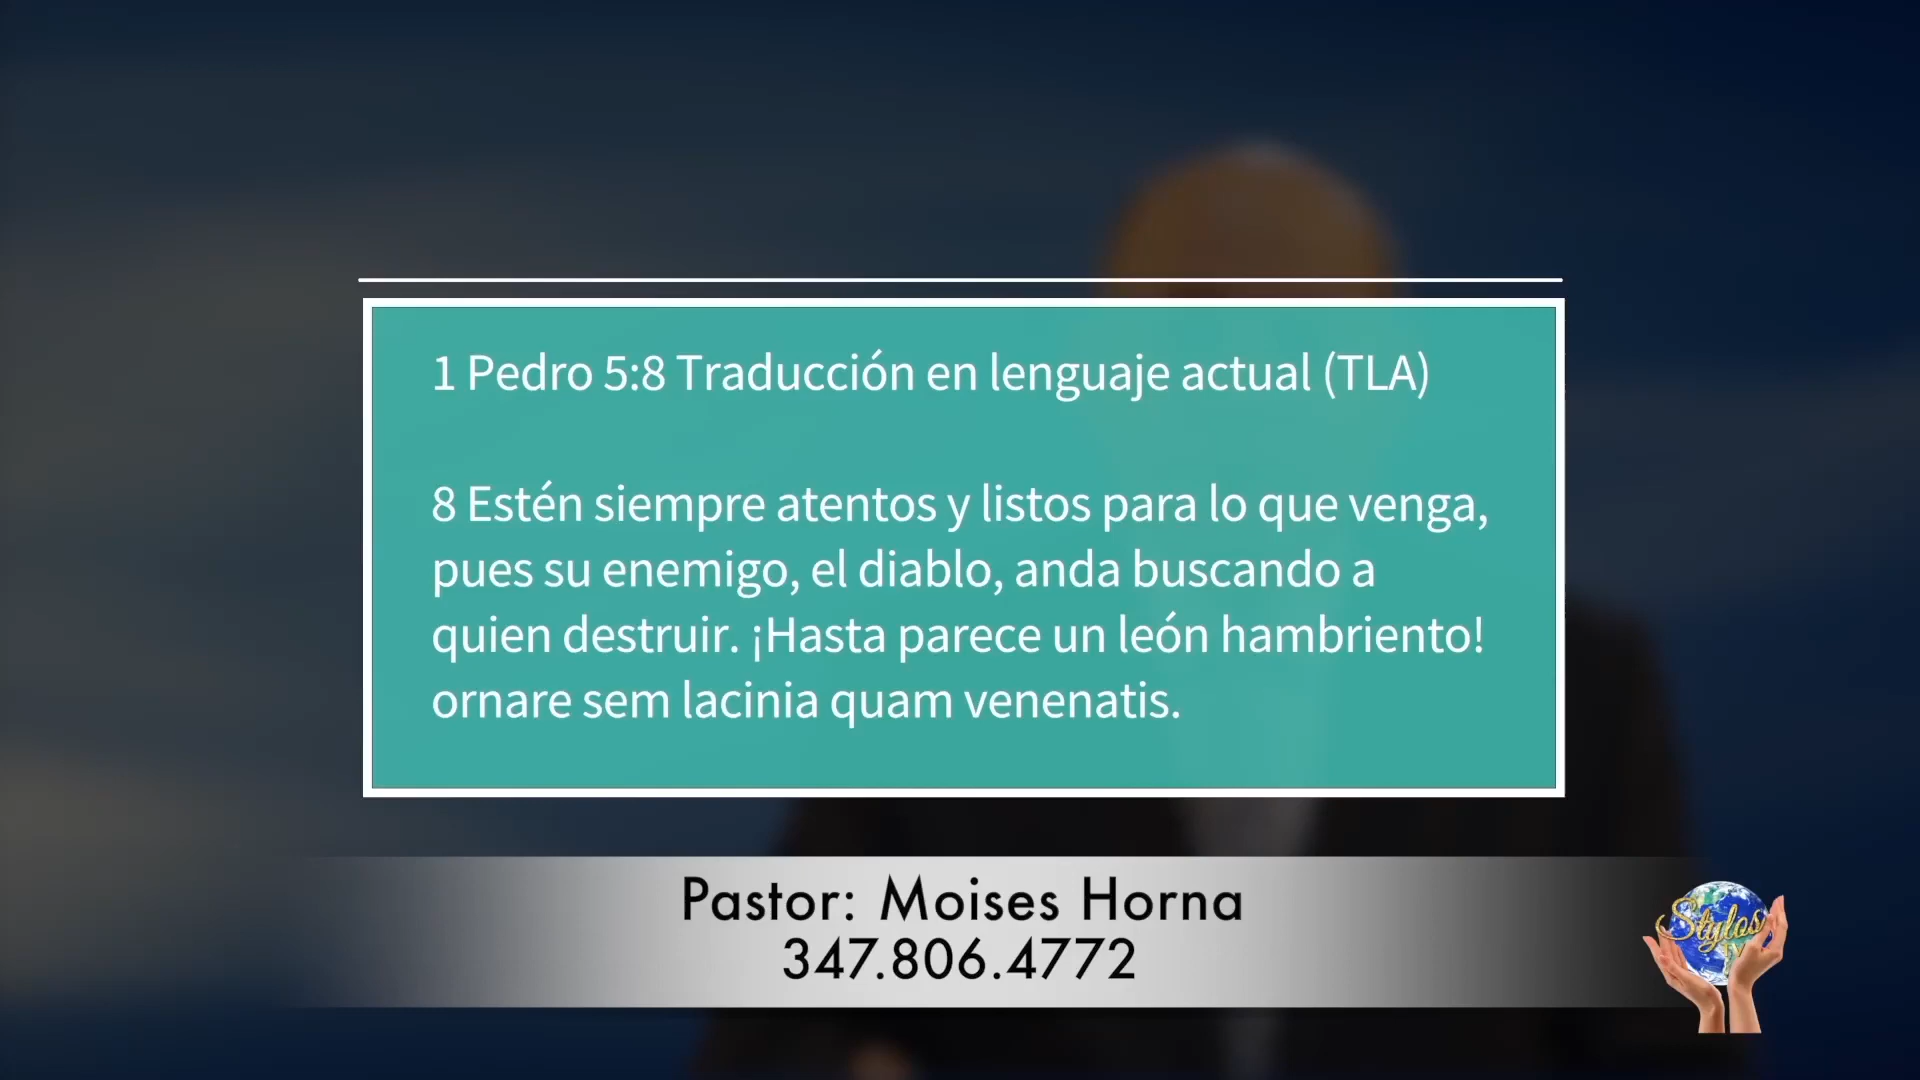 1 Pedro 5:8 Traducción en lenguaje actual (TLA)
8 Estén siempre atentos y listos para lo que venga,
pues su enemigo, el diablo, anda buscando a
quien destruir. ¡Hasta parece un león hambriento!
ornare sem lacinia quam venenatis.
Pastor: Moises Horna
347.806.4772
Stylos
TV